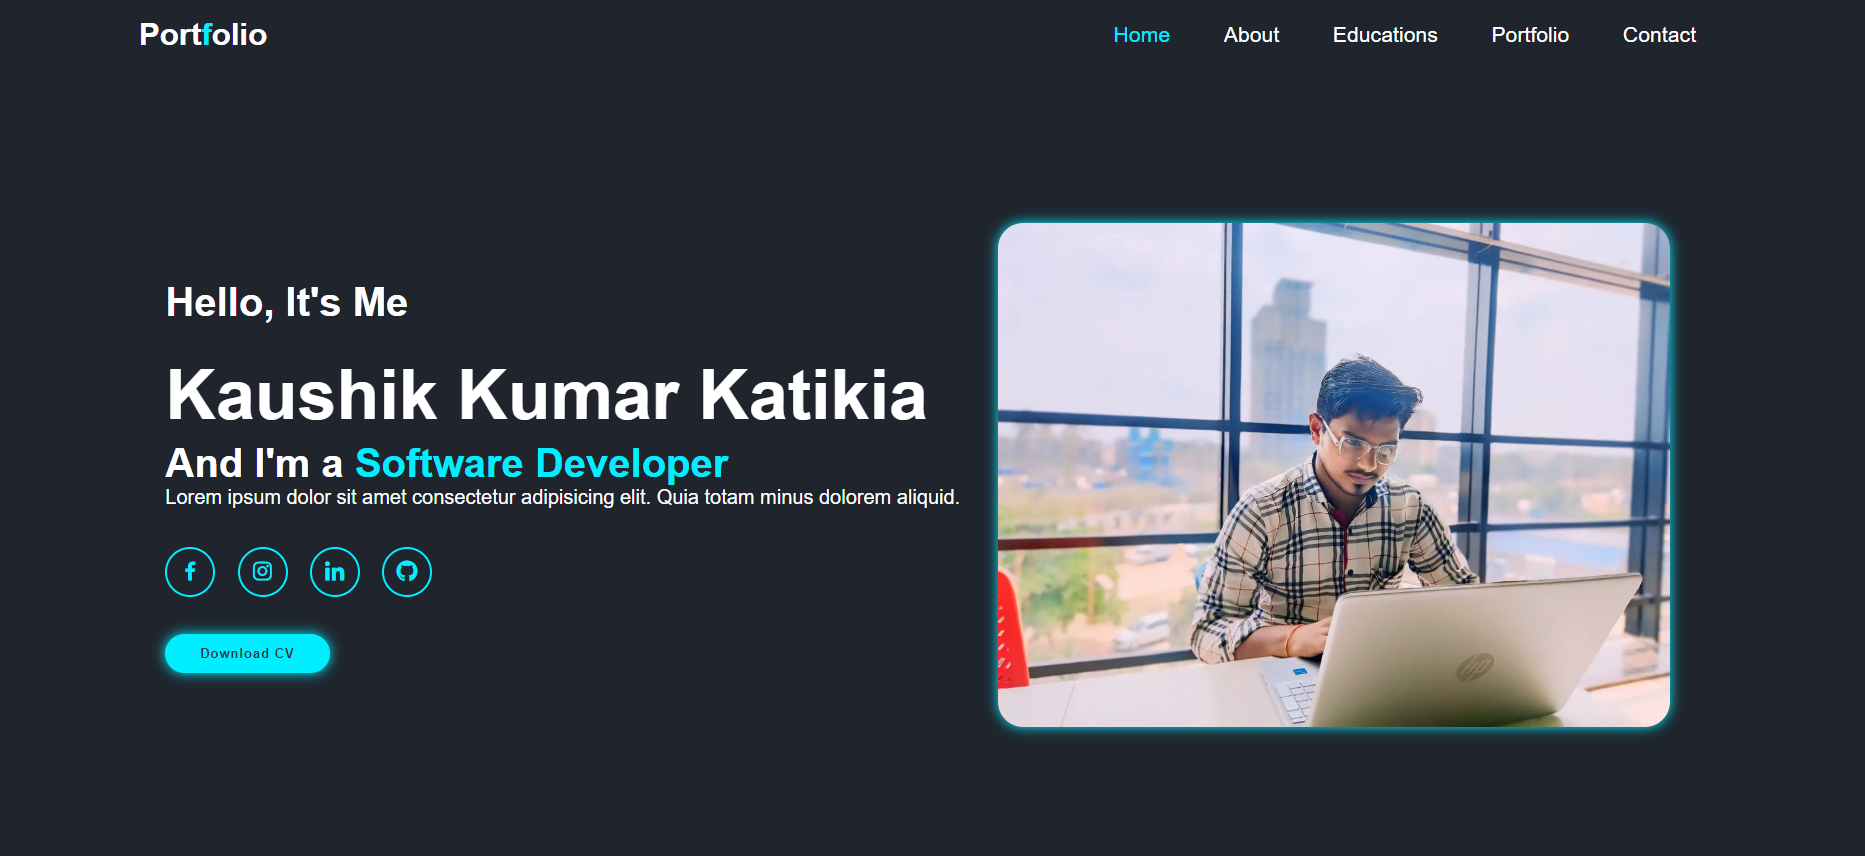 Portfolio
Home About Educations Portfolio Contact
Hello, It's Me
Kaushik Kumar Katikia
And I'm a Software Developer
Lorem ipsum dolor sit amet consectetur adipisicing elit. Quia totam minus dolorem aliquid.
Download CV
hp